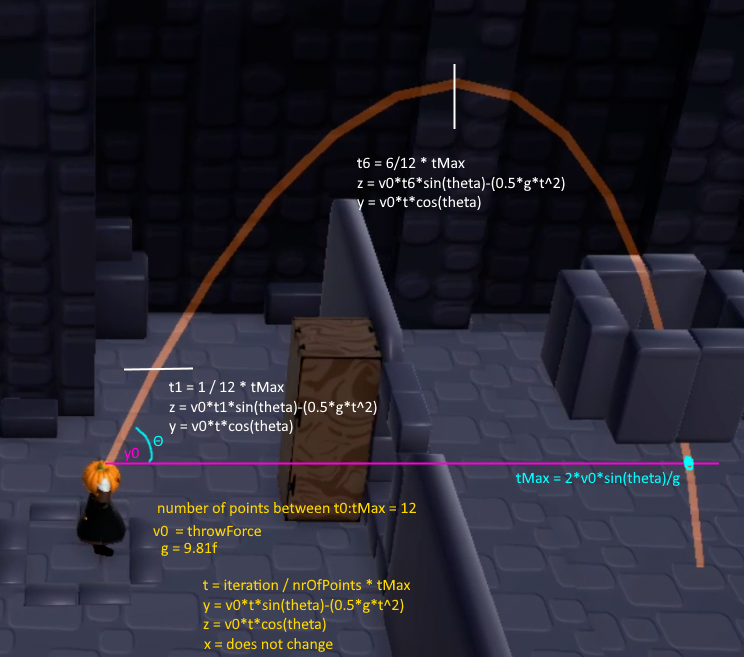 t6 = 6/12 * tMax
z = v0*t6*sin(theta)-(0.5*g*t^2)
y = v0*t*cos(theta)
t1 = 1 / 12 * tMax
z = v0*t1*sin(theta)-(0.5*g*t^2)
y = v0*t*cos(theta)
y0
Θ
tMax = 2*v0*sin(theta)/g
number of points between t0:tMax = 12
v0 = throwForce
g = 9.81f
t = iteration / nrOfPoints * tMax
y = v0*t*sin(theta)-(0.5*g*t^2)
z = v0*t*cos(theta)
x = does not change